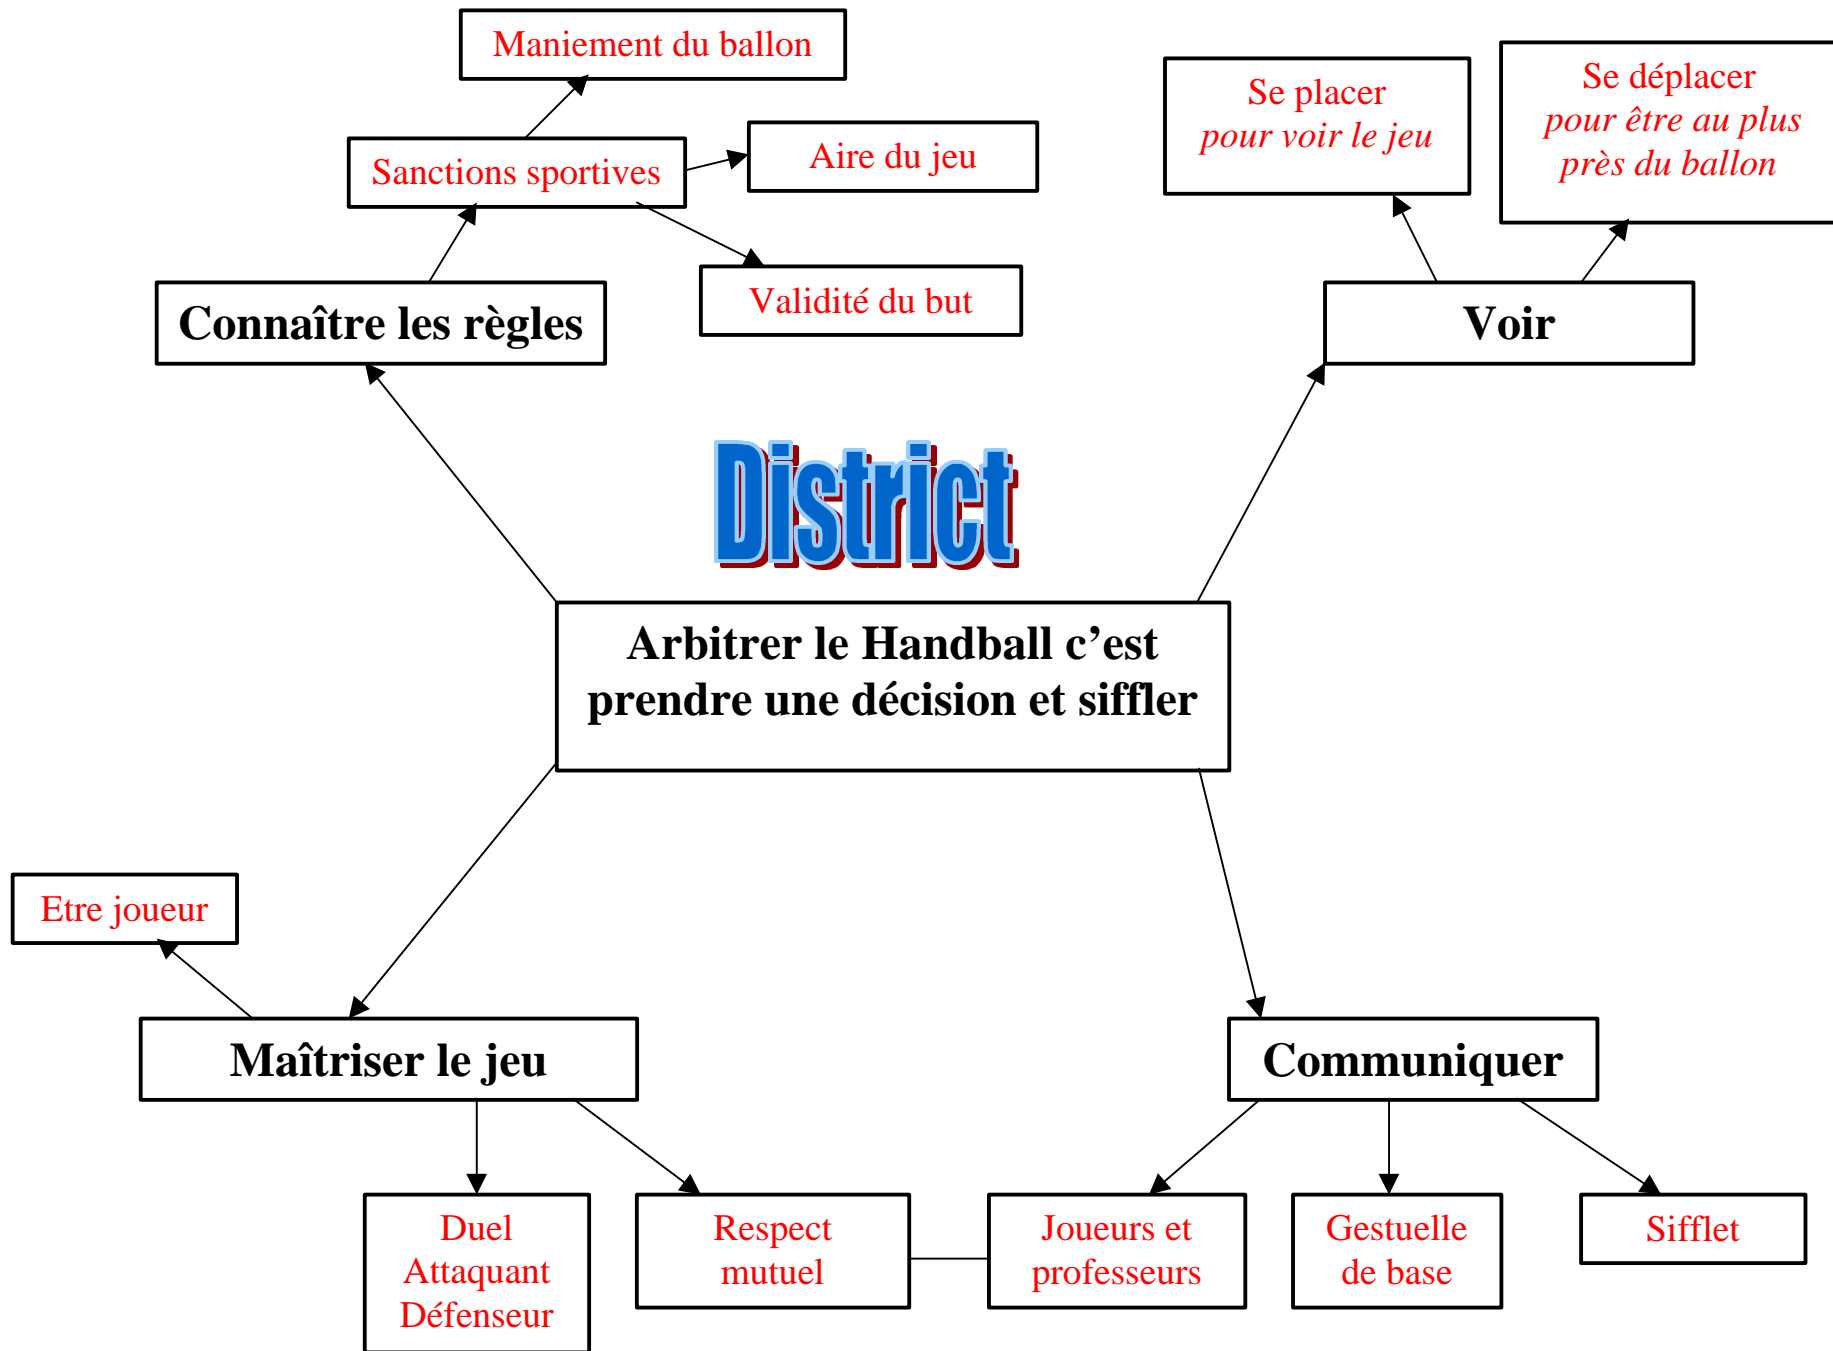 Maniement du ballon
Sanctions sportives
Aire du jeu
Validité du but
Connaître les règles
Se placer
pour voir le jeu
Se déplacer
pour être au plus
près du ballon
Voir
District
Arbitrer le Handball c’est
prendre une décision et siffler
Etre joueur
Maîtriser le jeu
Communiquer
Duel
Attaquant
Défenseur
Respect
mutuel
Joueurs et
professeurs
Gestuelle
de base
Sifflet